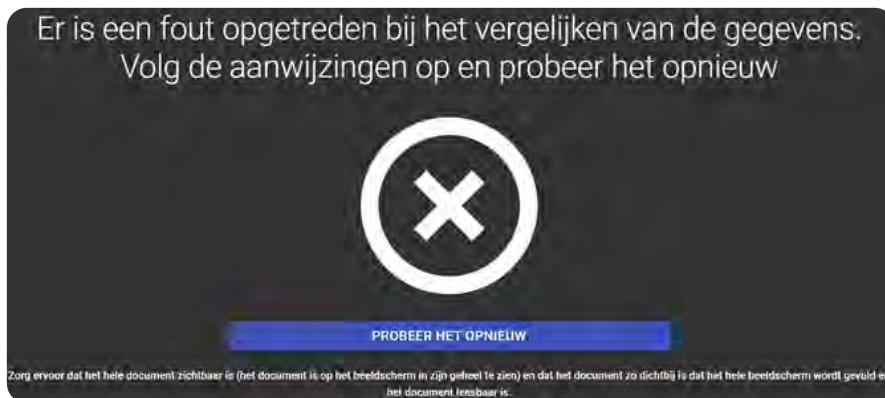 Er is een fout opgetreden bij het vergelijken van de gegevens.
Volg de aanwijzingen op en probeer het opnieuw
PROBEER HET OPNIEUW
Zorg ervoor dat het hele document zichtbaar is (het document is op het beeldscherm in zijn geheel te zien) en dat het document zo dichtbij is dat het hele beeldscherm wordt gevuld e
het document leesbaar is.